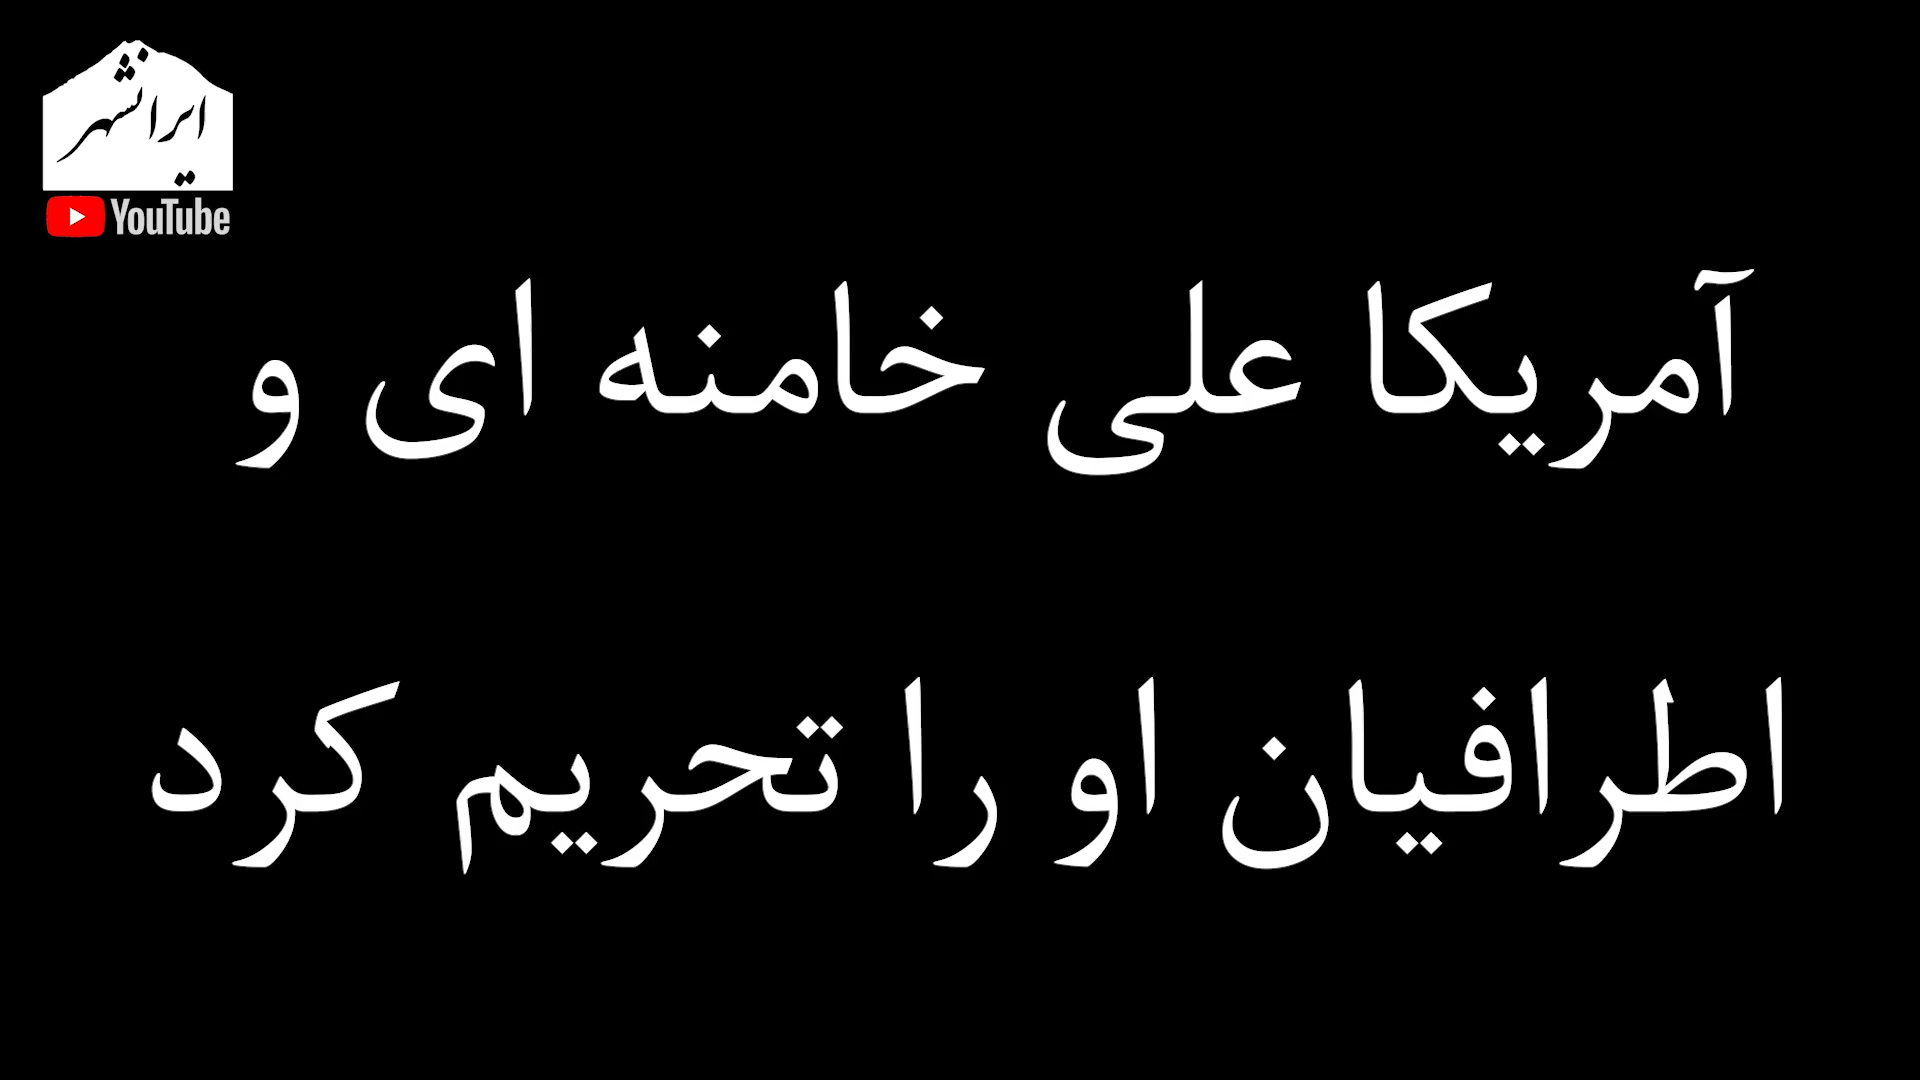 ایرانشهر
YouTube
آمریکا علی خامنه ای و
اطرافیان او را تحریم کرد